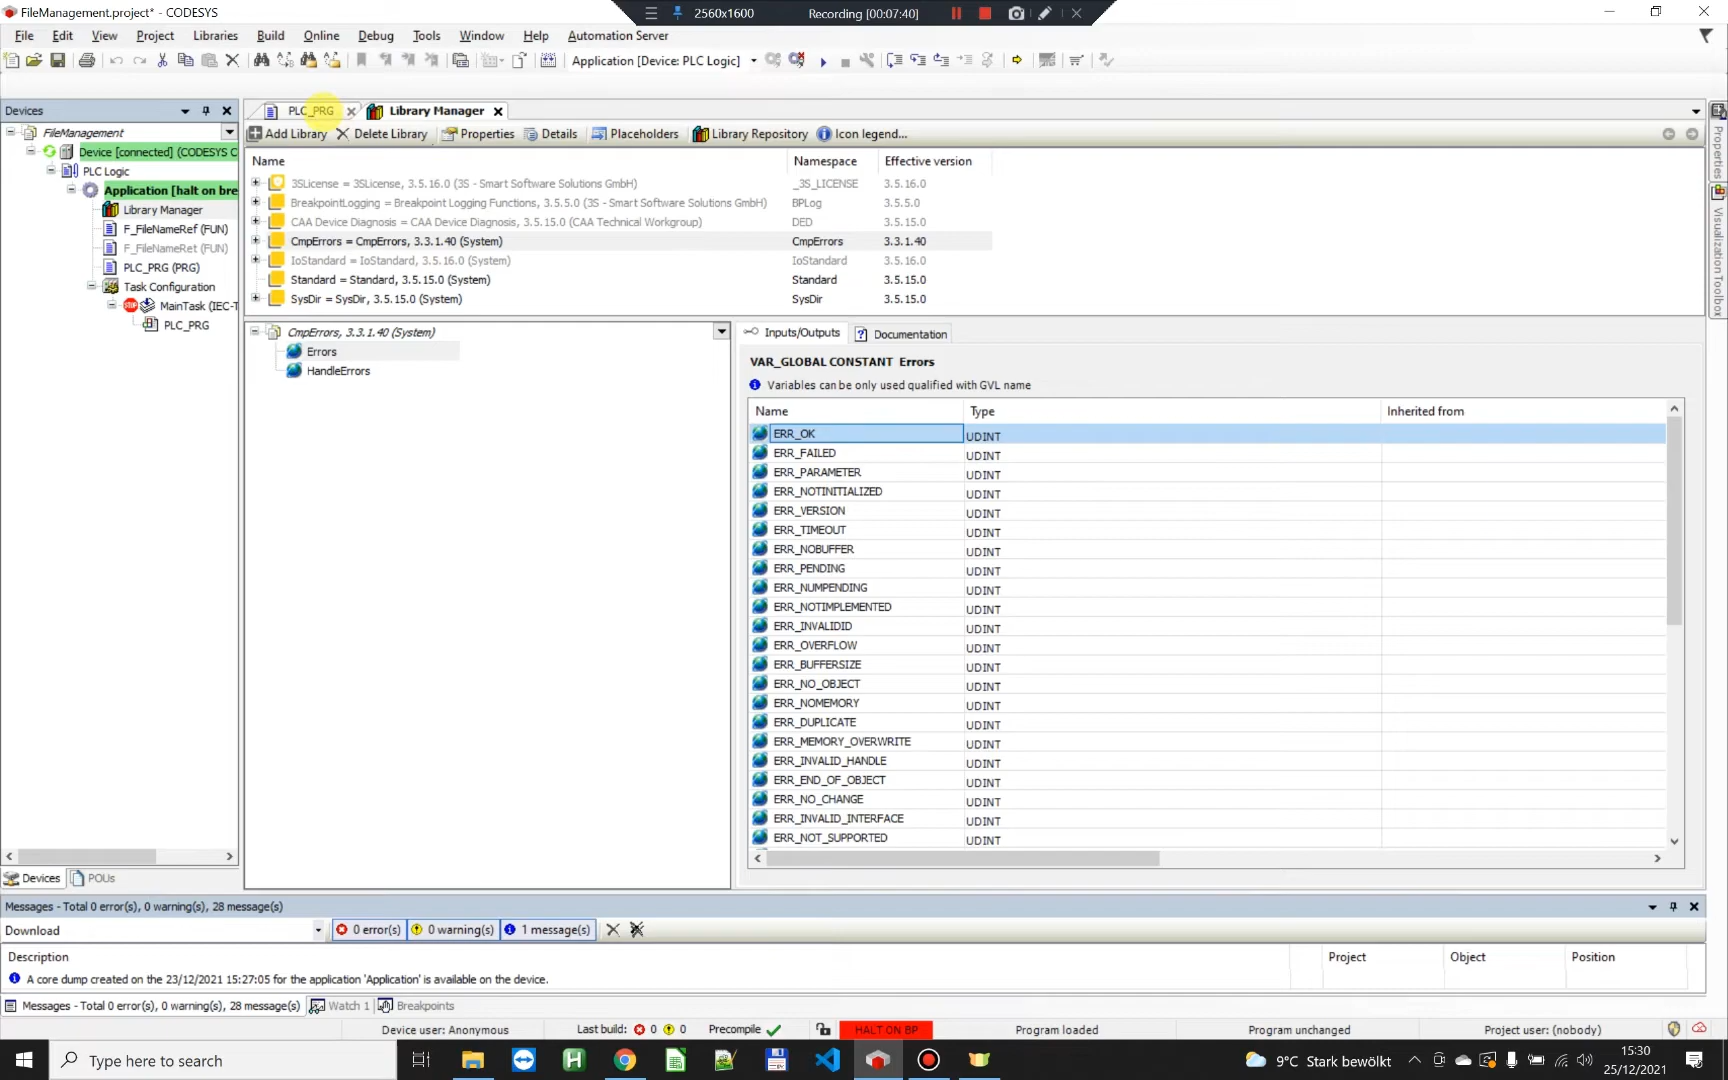 FileManagement.project* - CODESYS
2560x1600
Recording [00:07:40]
File Edit View Project Libraries Build Online Debug Tools Window Help Automation Server
Application [Device: PLC Logic]
Devices
FileManagement
Device [connected] (CODESYS C
PLC Logic
Application [halt on bre
Library Manager
F_FileNameRef (FUN)
F_FileNameRet (FUN)
PLC_PRG (PRG)
Task Configuration
MainTask (IEC-T
PLC_PRG
Devices POUs
PLC_PRG Library Manager
Add Library Delete Library Properties Details Placeholders Library Repository Icon legend...
Name Namespace Effective version
3SLicense = 3SLicense, 3.5.16.0 (3S - Smart Software Solutions GmbH) _3S_LICENSE 3.5.16.0
BreakpointLogging = Breakpoint Logging Functions, 3.5.5.0 (3S - Smart Software Solutions GmbH) BPLog 3.5.5.0
CAA Device Diagnosis = CAA Device Diagnosis, 3.5.15.0 (CAA Technical Workgroup) DED 3.5.15.0
CmpErrors = CmpErrors, 3.3.1.40 (System) CmpErrors 3.3.1.40
IoStandard = IoStandard, 3.5.16.0 (System) IoStandard 3.5.16.0
Standard = Standard, 3.5.15.0 (System) Standard 3.5.15.0
SysDir = SysDir, 3.5.15.0 (System) SysDir 3.5.15.0
CmpErrors, 3.3.1.40 (System)
Errors
HandleErrors
Inputs/Outputs Documentation
VAR_GLOBAL CONSTANT Errors
Variables can be only used qualified with GVL name
Name Type Inherited from
ERR_OK UDINT
ERR_FAILED UDINT
ERR_PARAMETER UDINT
ERR_NOTINITIALIZED UDINT
ERR_VERSION UDINT
ERR_TIMEOUT UDINT
ERR_NOBUFFER UDINT
ERR_PENDING UDINT
ERR_NUMPENDING UDINT
ERR_NOTIMPLEMENTED UDINT
ERR_INVALIDID UDINT
ERR_OVERFLOW UDINT
ERR_BUFFERSIZE UDINT
ERR_NO_OBJECT UDINT
ERR_NOMEMORY UDINT
ERR_DUPLICATE UDINT
ERR_MEMORY_OVERWRITE UDINT
ERR_INVALID_HANDLE UDINT
ERR_END_OF_OBJECT UDINT
ERR_NO_CHANGE UDINT
ERR_INVALID_INTERFACE UDINT
ERR_NOT_SUPPORTED UDINT
Properties
Visualization Toolbox
Messages - Total 0 error(s), 0 warning(s), 28 message(s)
Download 0 error(s) 0 warning(s) 1 message(s)
Description Project Object Position
A core dump created on the 23/12/2021 15:27:05 for the application 'Application' is available on the device.
Messages - Total 0 error(s), 0 warning(s), 28 message(s) Watch 1 Breakpoints
Device user: Anonymous Last build: 0 0 Precompile HALT ON BP Program loaded Program unchanged Project user: (nobody)
Type here to search
9°C Stark bewölkt
15:30
25/12/2021